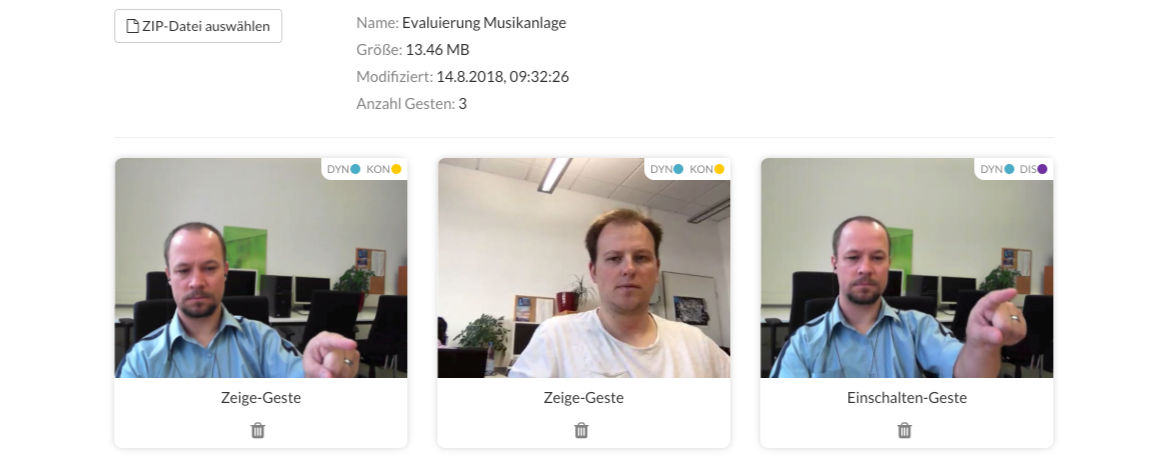 ZIP-Datei auswählen
Name: Evaluierung Musikanlage
Größe: 13.46 MB
Modifiziert: 14.8.2018, 09:32:26
Anzahl Gesten: 3
DYN KON
DYN KON
DYN DIS
Zeige-Geste
Zeige-Geste
Einschalten-Geste